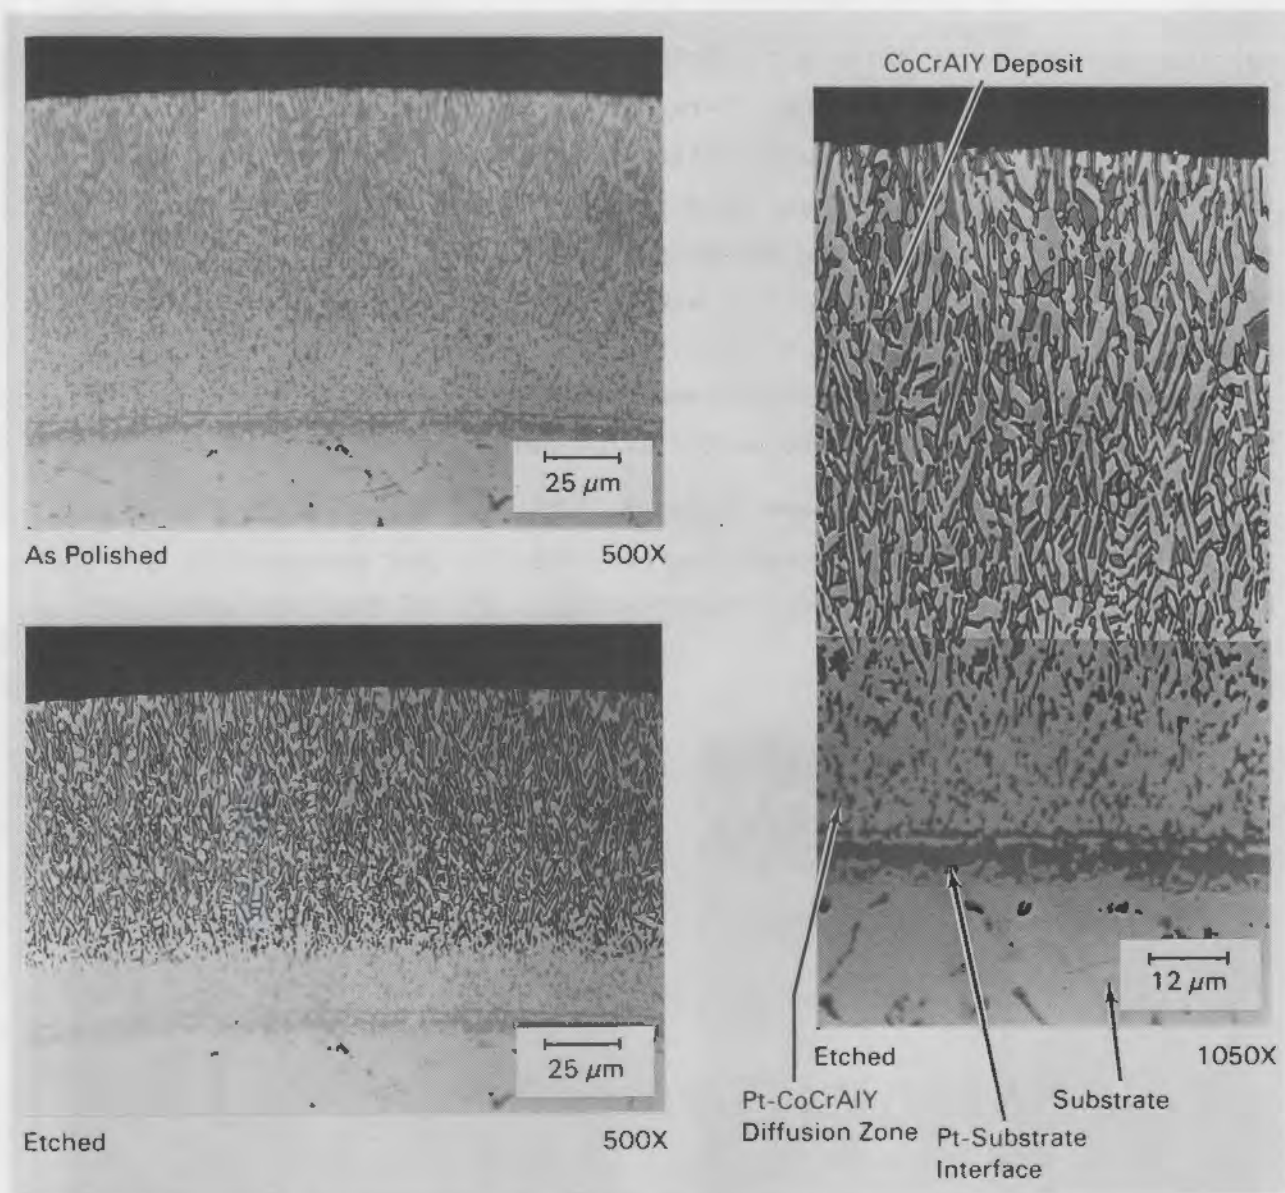 25 μm
As Polished 500X
25 μm
Etched 500X
CoCrAlY Deposit
12 μm
Etched 1050X
Pt-CoCrAlY
Diffusion Zone
Pt-Substrate
Interface
Substrate